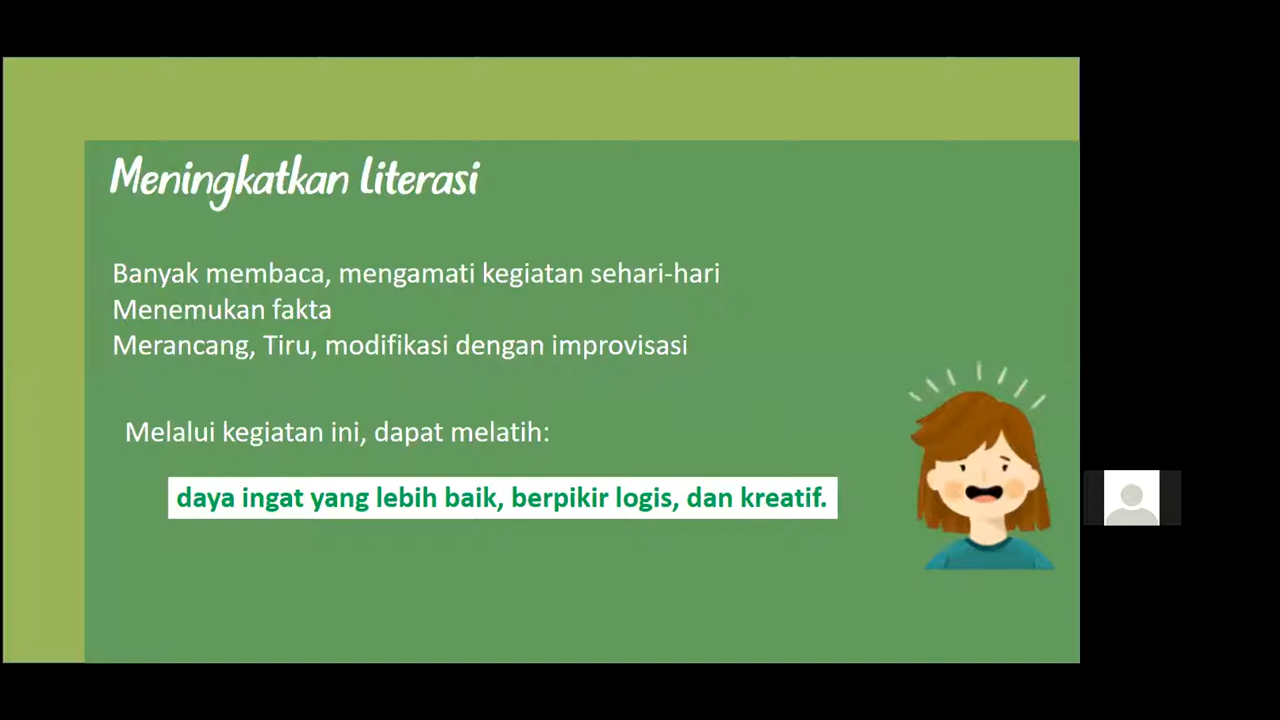 Meningkatkan Literasi
Banyak membaca, mengamati kegiatan sehari-hari
Menemukan fakta
Merancang, Tiru, modifikasi dengan improvisasi
Melalui kegiatan ini, dapat melatih:
daya ingat yang lebih baik, berpikir logis, dan kreatif.